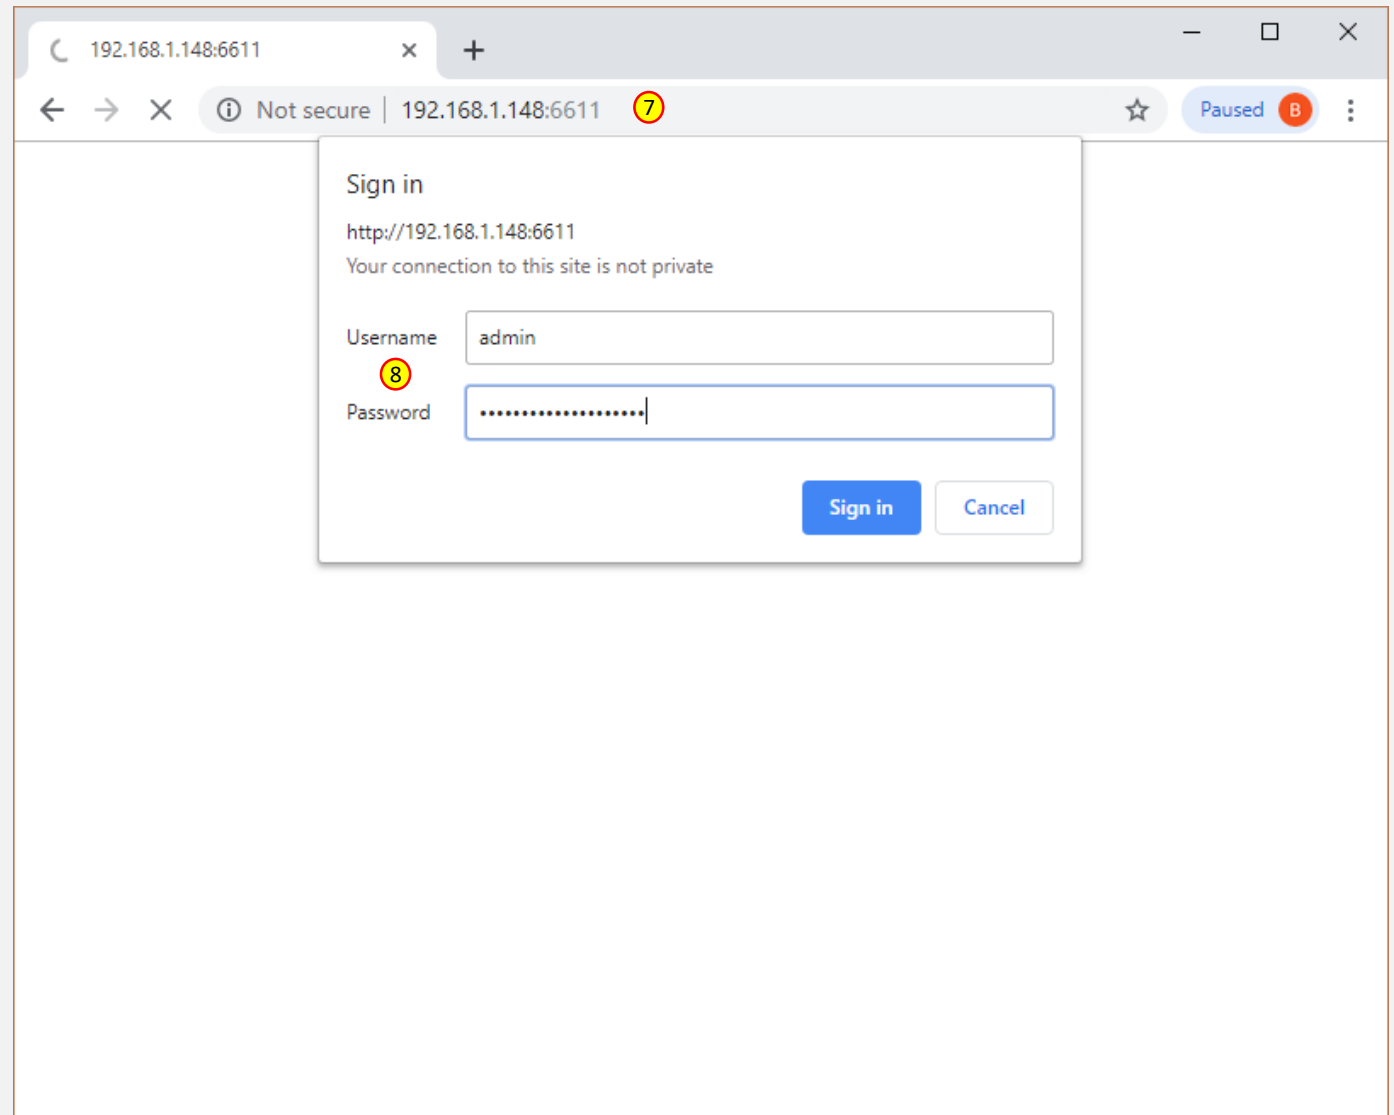 192.168.1.148:6611
Not secure 192.168.1.148:6611 7 Paused B
Sign in
http://192.168.1.148:6611
Your connection to this site is not private
Username admin
8
Password ••••••••••••••••••••
Sign in Cancel